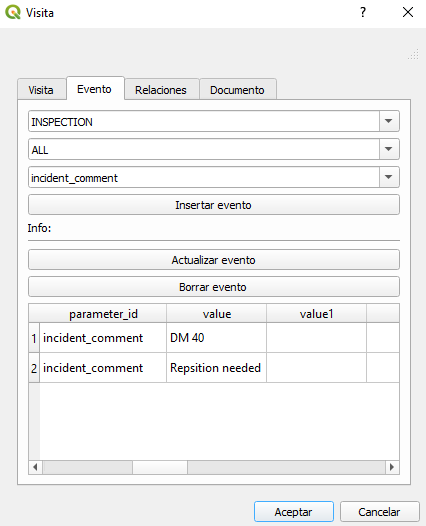 Visita
?
Visita Evento Relaciones Documento
INSPECTION
ALL
incident_comment
Insertar evento
Info:
Actualizar evento
Borrar evento
parameter_id value value1
1 incident_comment DM 40
2 incident_comment Repsition needed
Aceptar Cancelar